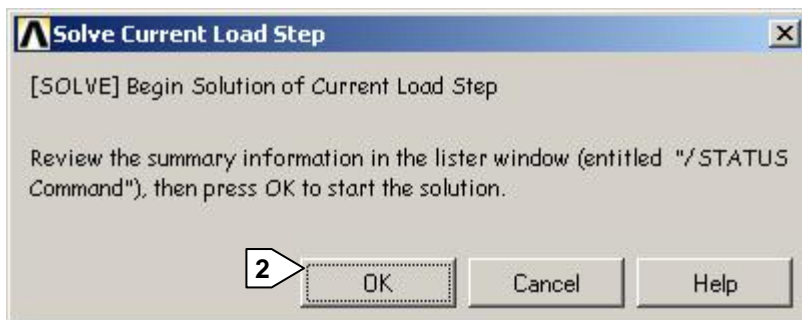 Solve Current Load Step
[SOLVE] Begin Solution of Current Load Step
Review the summary information in the lister window (entitled "/STATUS
Command"), then press OK to start the solution.
2
OK Cancel Help